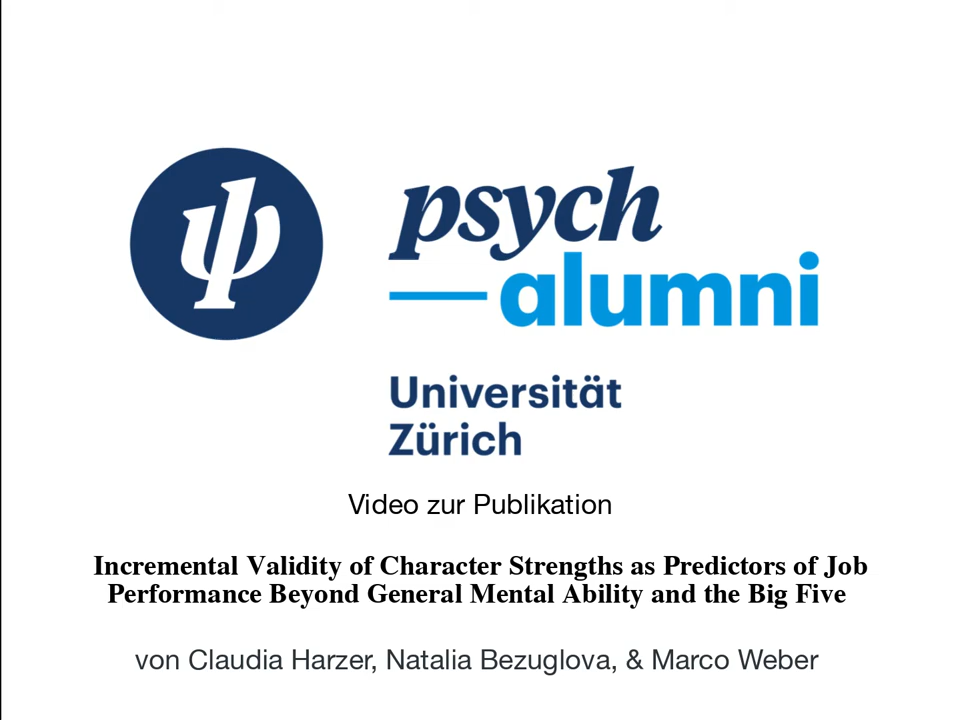 ψ
psych
—alumni
Universität
Zürich
Video zur Publikation
Incremental Validity of Character Strengths as Predictors of Job
Performance Beyond General Mental Ability and the Big Five
von Claudia Harzer, Natalia Bezuglova, & Marco Weber